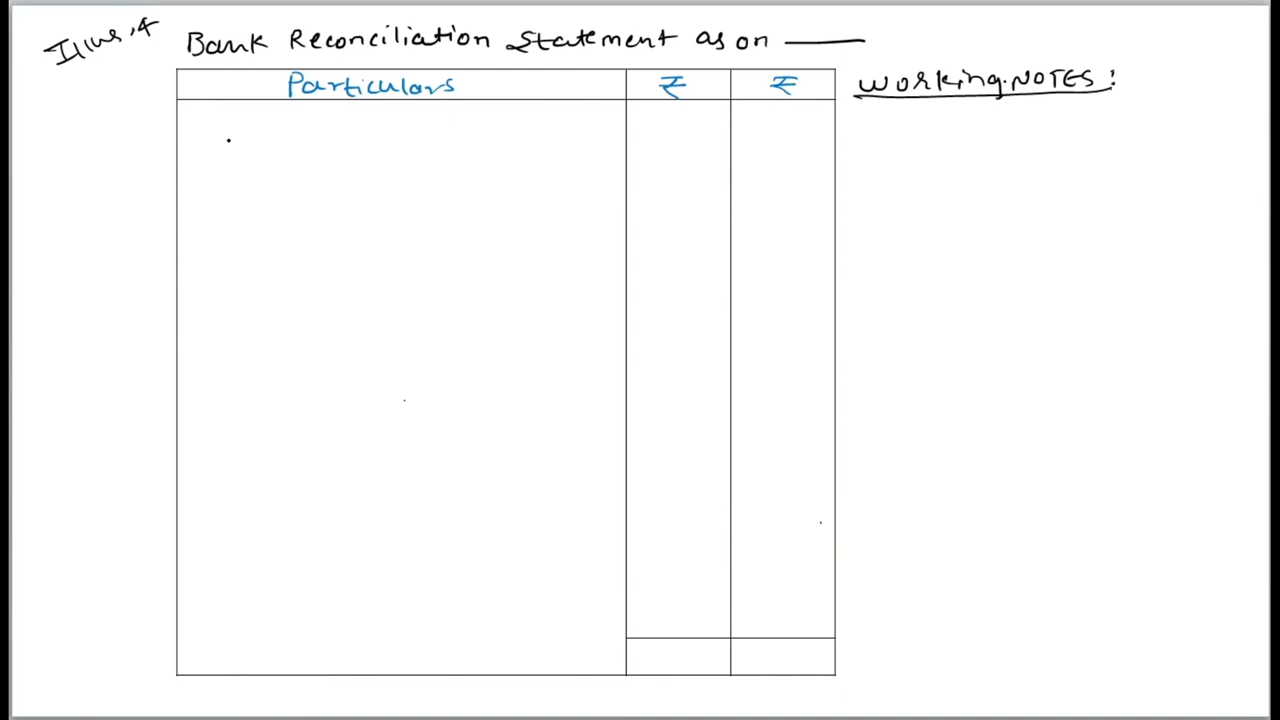 Illus.4
Bank Reconciliation Statement as on ———
Particulars ₹ ₹
Working.NOTES: